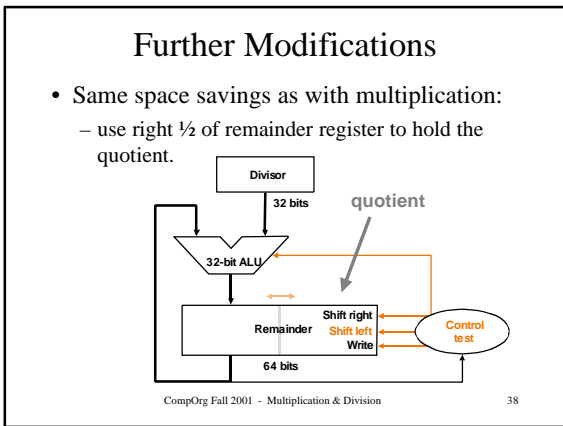 Further Modifications
• Same space savings as with multiplication:
– use right ½ of remainder register to hold the
quotient.
Divisor
32 bits
quotient
32-bit ALU
Shift right
Remainder
Shift left
Write
Control
test
64 bits
CompOrg Fall 2001 - Multiplication & Division
38